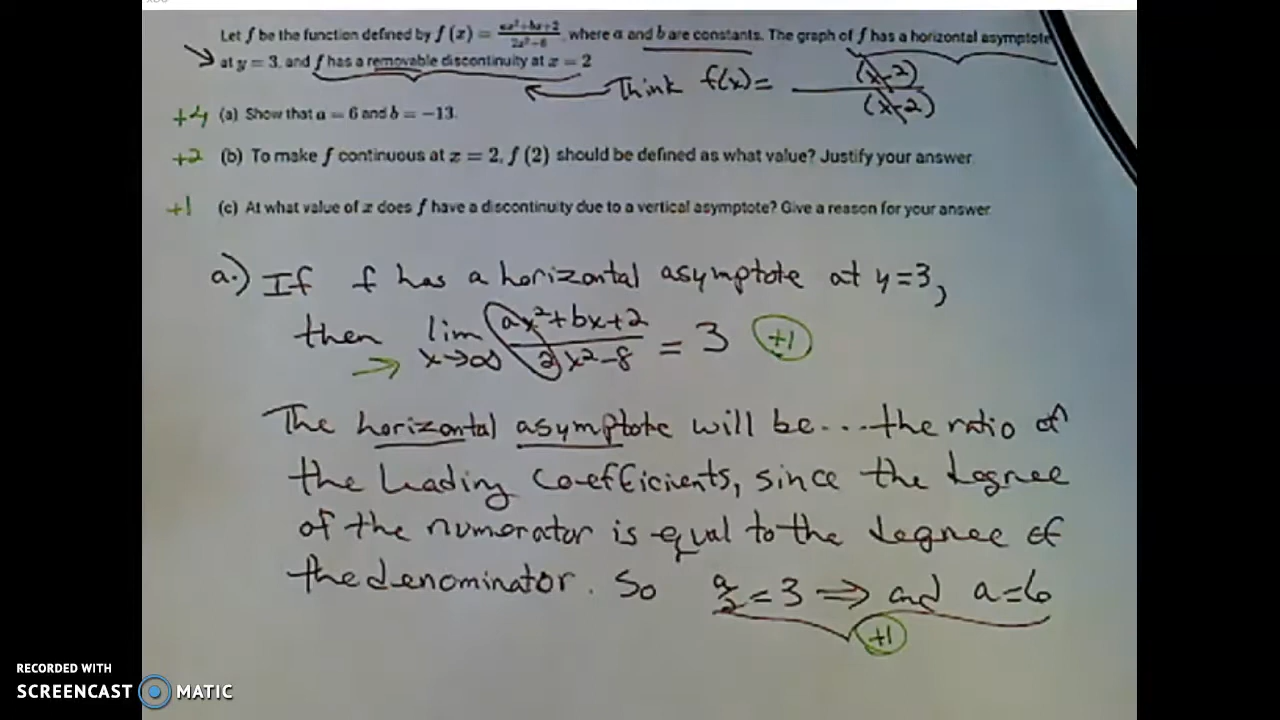 Let f be the function defined by f(x) = (ax²+bx+2)/(2x²−8), where a and b are constants. The graph of f has a horizontal asymptote
at y = 3, and f has a removable discontinuity at x = 2
Think f(x) = (x-2)/(x-2)
+4 (a) Show that a = 6 and b = −13.
+2 (b) To make f continuous at x = 2, f(2) should be defined as what value? Justify your answer.
+1 (c) At what value of x does f have a discontinuity due to a vertical asymptote? Give a reason for your answer.
a.) If f has a horizontal asymptote at y=3,
then lim x→∞ (ax²+bx+2)/(2x²-8) = 3 +1
The horizontal asymptote will be...the ratio of
the leading coefficients, since the degree
of the numerator is equal to the degree of
the denominator. So a/2 = 3 ⇒ and a=6
+1
RECORDED WITH
SCREENCAST MATIC